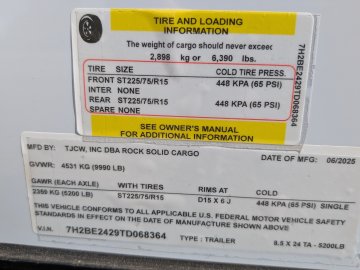 TIRE AND LOADING
INFORMATION
The weight of cargo should never exceed
2,898 kg or 6,390 lbs.
TIRE SIZE COLD TIRE PRESS.
FRONT ST225/75/R15 448 KPA (65 PSI)
INTER NONE
REAR ST225/75/R15 448 KPA (65 PSI)
SPARE NONE
SEE OWNER'S MANUAL
FOR ADDITIONAL INFORMATION
7H2BE2429TD068364
MFD BY: TJCW, INC DBA ROCK SOLID CARGO DATE OF MFG. 06/2025
GVWR: 4531 KG (9990 LB)
GAWR (EACH AXLE) WITH TIRES RIMS AT COLD
2359 KG (5200 LB) ST225/75/R15 D15 X 6 J 448 KPA (65 PSI) SINGLE
THIS VEHICLE CONFORMS TO ALL APPLICABLE U.S. FEDERAL MOTOR VEHICLE SAFETY
STANDARDS IN EFFECT ON THE DATE OF MANUFACTURE SHOWN ABOVE
V.I.N. 7H2BE2429TD068364
TYPE : TRAILER 8.5 X 24 TA - 5200LB